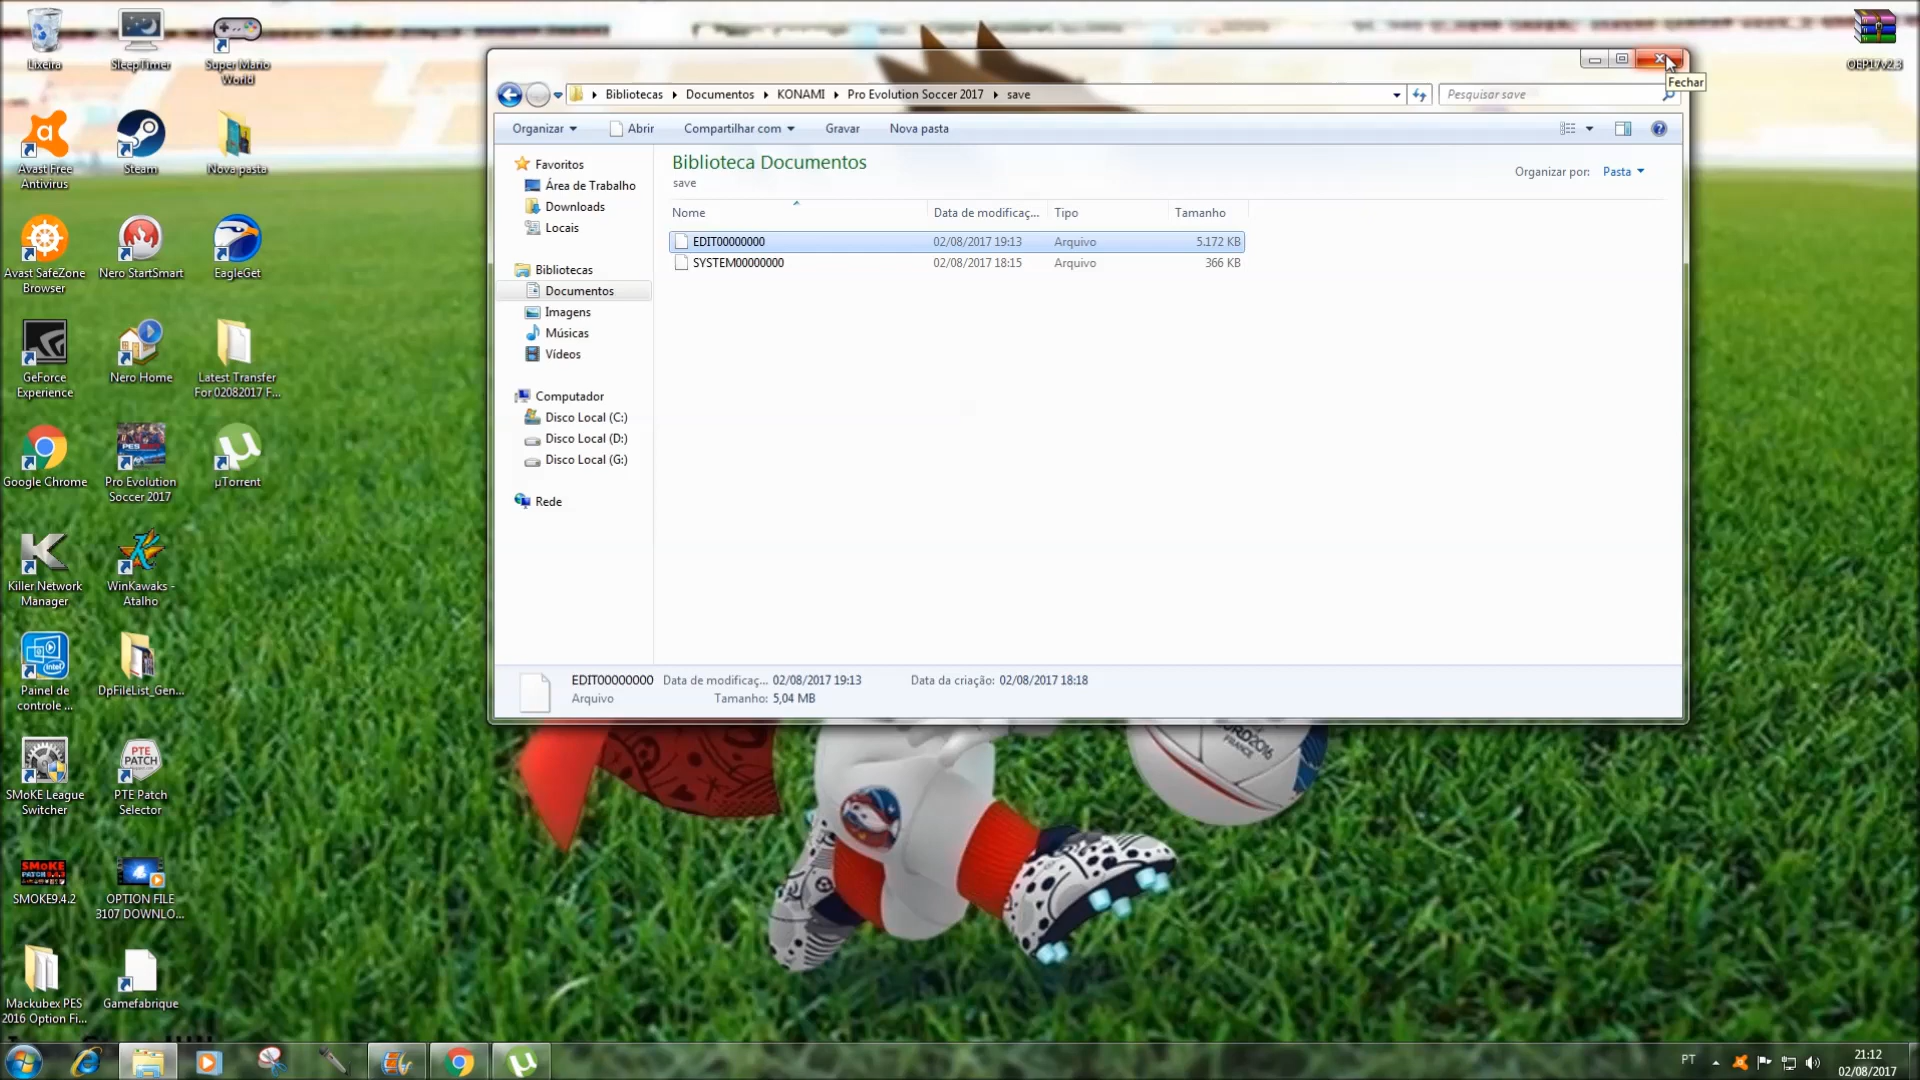 Lixeira
SleepTimer
Super Mario
World
OEP17v2.3
Avast Free
Antivirus
Steam
Nova pasta
Avast SafeZone
Browser
Nero StartSmart
EagleGet
GeForce
Experience
Nero Home
Latest Transfer
For 02082017 F...
Google Chrome
Pro Evolution
Soccer 2017
µTorrent
Killer Network
Manager
WinKawaks -
Atalho
Painel de
controle ...
DpFileList_Gen...
SMoKE League
Switcher
PTE
PATCH
PTE Patch
Selector
SMOKE9.4.2
OPTION FILE
3107 DOWNLO...
Mackubex PES
2016 Option Fi...
Gamefabrique
Fechar
Bibliotecas
Documentos
KONAMI
Pro Evolution Soccer 2017
save
Pesquisar save
Organizar
Abrir
Compartilhar com
Gravar
Nova pasta
Favoritos
Área de Trabalho
Downloads
Locais
Bibliotecas
Documentos
Imagens
Músicas
Vídeos
Computador
Disco Local (C:)
Disco Local (D:)
Disco Local (G:)
Rede
Biblioteca Documentos
save
Organizar por: Pasta
Nome Data de modificaç... Tipo Tamanho
EDIT00000000 02/08/2017 19:13 Arquivo 5.172 KB
SYSTEM00000000 02/08/2017 18:15 Arquivo 366 KB
EDIT00000000 Data de modificaç... 02/08/2017 19:13 Data da criação: 02/08/2017 18:18
Arquivo Tamanho: 5,04 MB
EURO2016
FRANCE
PT
21:12
02/08/2017